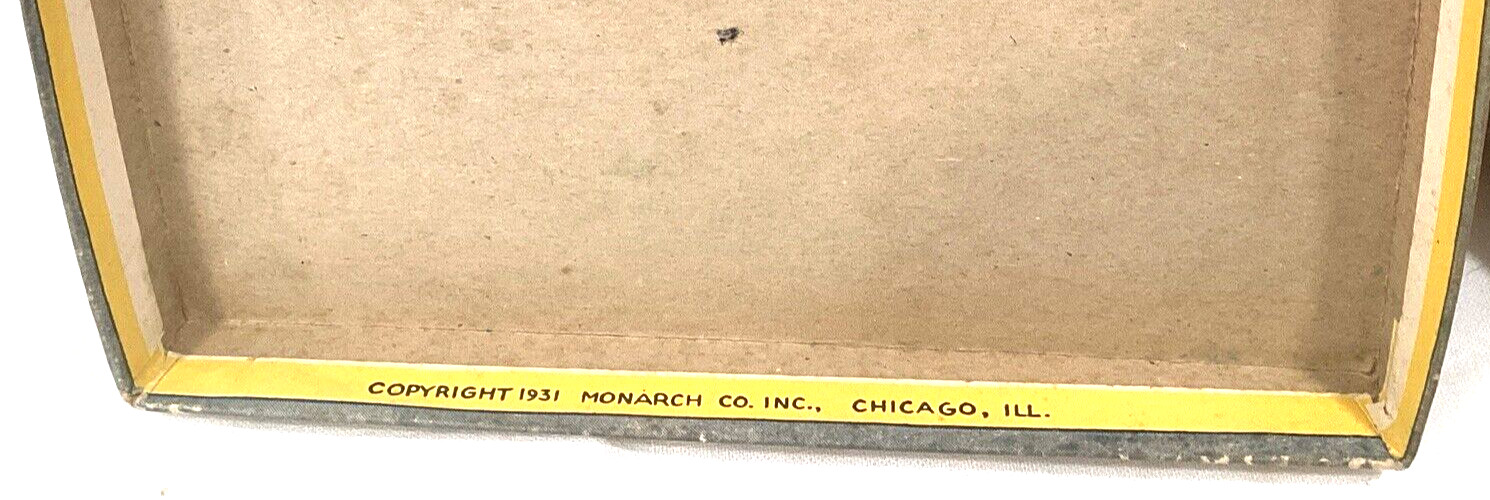 COPYRIGHT 1931 MONARCH CO. INC., CHICAGO, ILL.